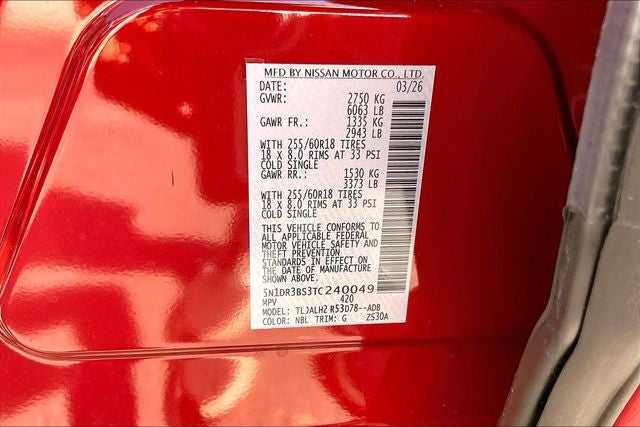 MFD BY NISSAN MOTOR CO., LTD.
DATE: 03/26
GVWR: 2750 KG
6063 LB
GAWR FR.: 1335 KG
2943 LB
WITH 255/60R18 TIRES
18 X 8.0 RIMS AT 33 PSI
COLD SINGLE
GAWR RR.: 1530 KG
3373 LB
WITH 255/60R18 TIRES
18 X 8.0 RIMS AT 33 PSI
COLD SINGLE
THIS VEHICLE CONFORMS TO
ALL APPLICABLE FEDERAL
MOTOR VEHICLE SAFETY AND
THEFT PREVENTION
STANDARDS IN EFFECT ON
THE DATE OF MANUFACTURE
SHOWN ABOVE.
5N1DR3BS3TC240049
MPV 420
MODEL: TLJALH2 R53D78--ADB
COLOR: NBL TRIM: G ZS30A